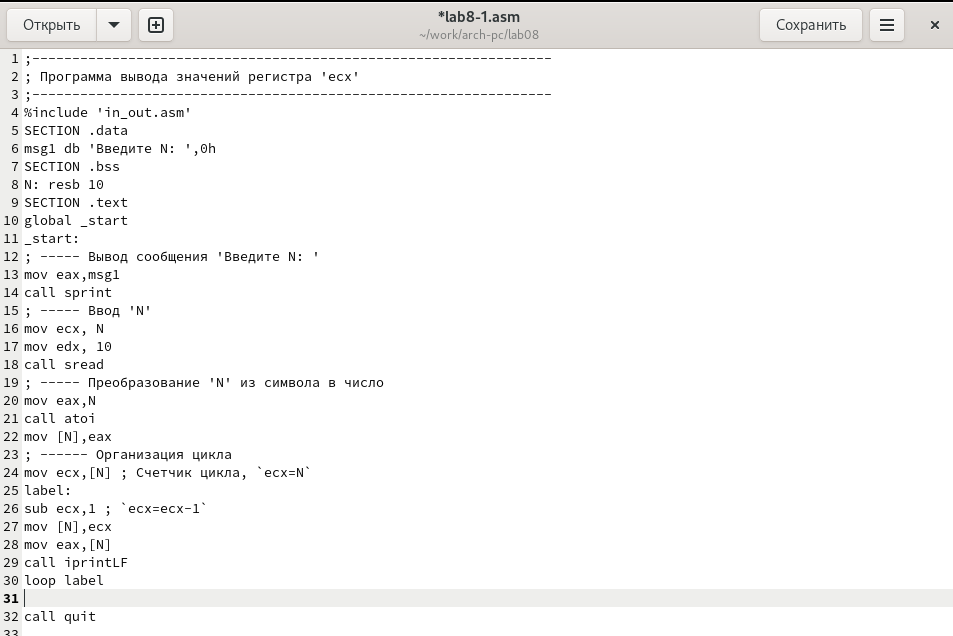 Открыть
*lab8-1.asm
~/work/arch-pc/lab08
Сохранить
1 ;-----------------------------------------------------------------
2 ; Программа вывода значений регистра 'ecx'
3 ;-----------------------------------------------------------------
4 %include 'in_out.asm'
5 SECTION .data
6 msg1 db 'Введите N: ',0h
7 SECTION .bss
8 N: resb 10
9 SECTION .text
10 global _start
11 _start:
12 ; ----- Вывод сообщения 'Введите N: '
13 mov eax,msg1
14 call sprint
15 ; ----- Ввод 'N'
16 mov ecx, N
17 mov edx, 10
18 call sread
19 ; ----- Преобразование 'N' из символа в число
20 mov eax,N
21 call atoi
22 mov [N],eax
23 ; ------ Организация цикла
24 mov ecx,[N] ; Счетчик цикла, `ecx=N`
25 label:
26 sub ecx,1 ; `ecx=ecx-1`
27 mov [N],ecx
28 mov eax,[N]
29 call iprintLF
30 loop label
31
32 call quit
33